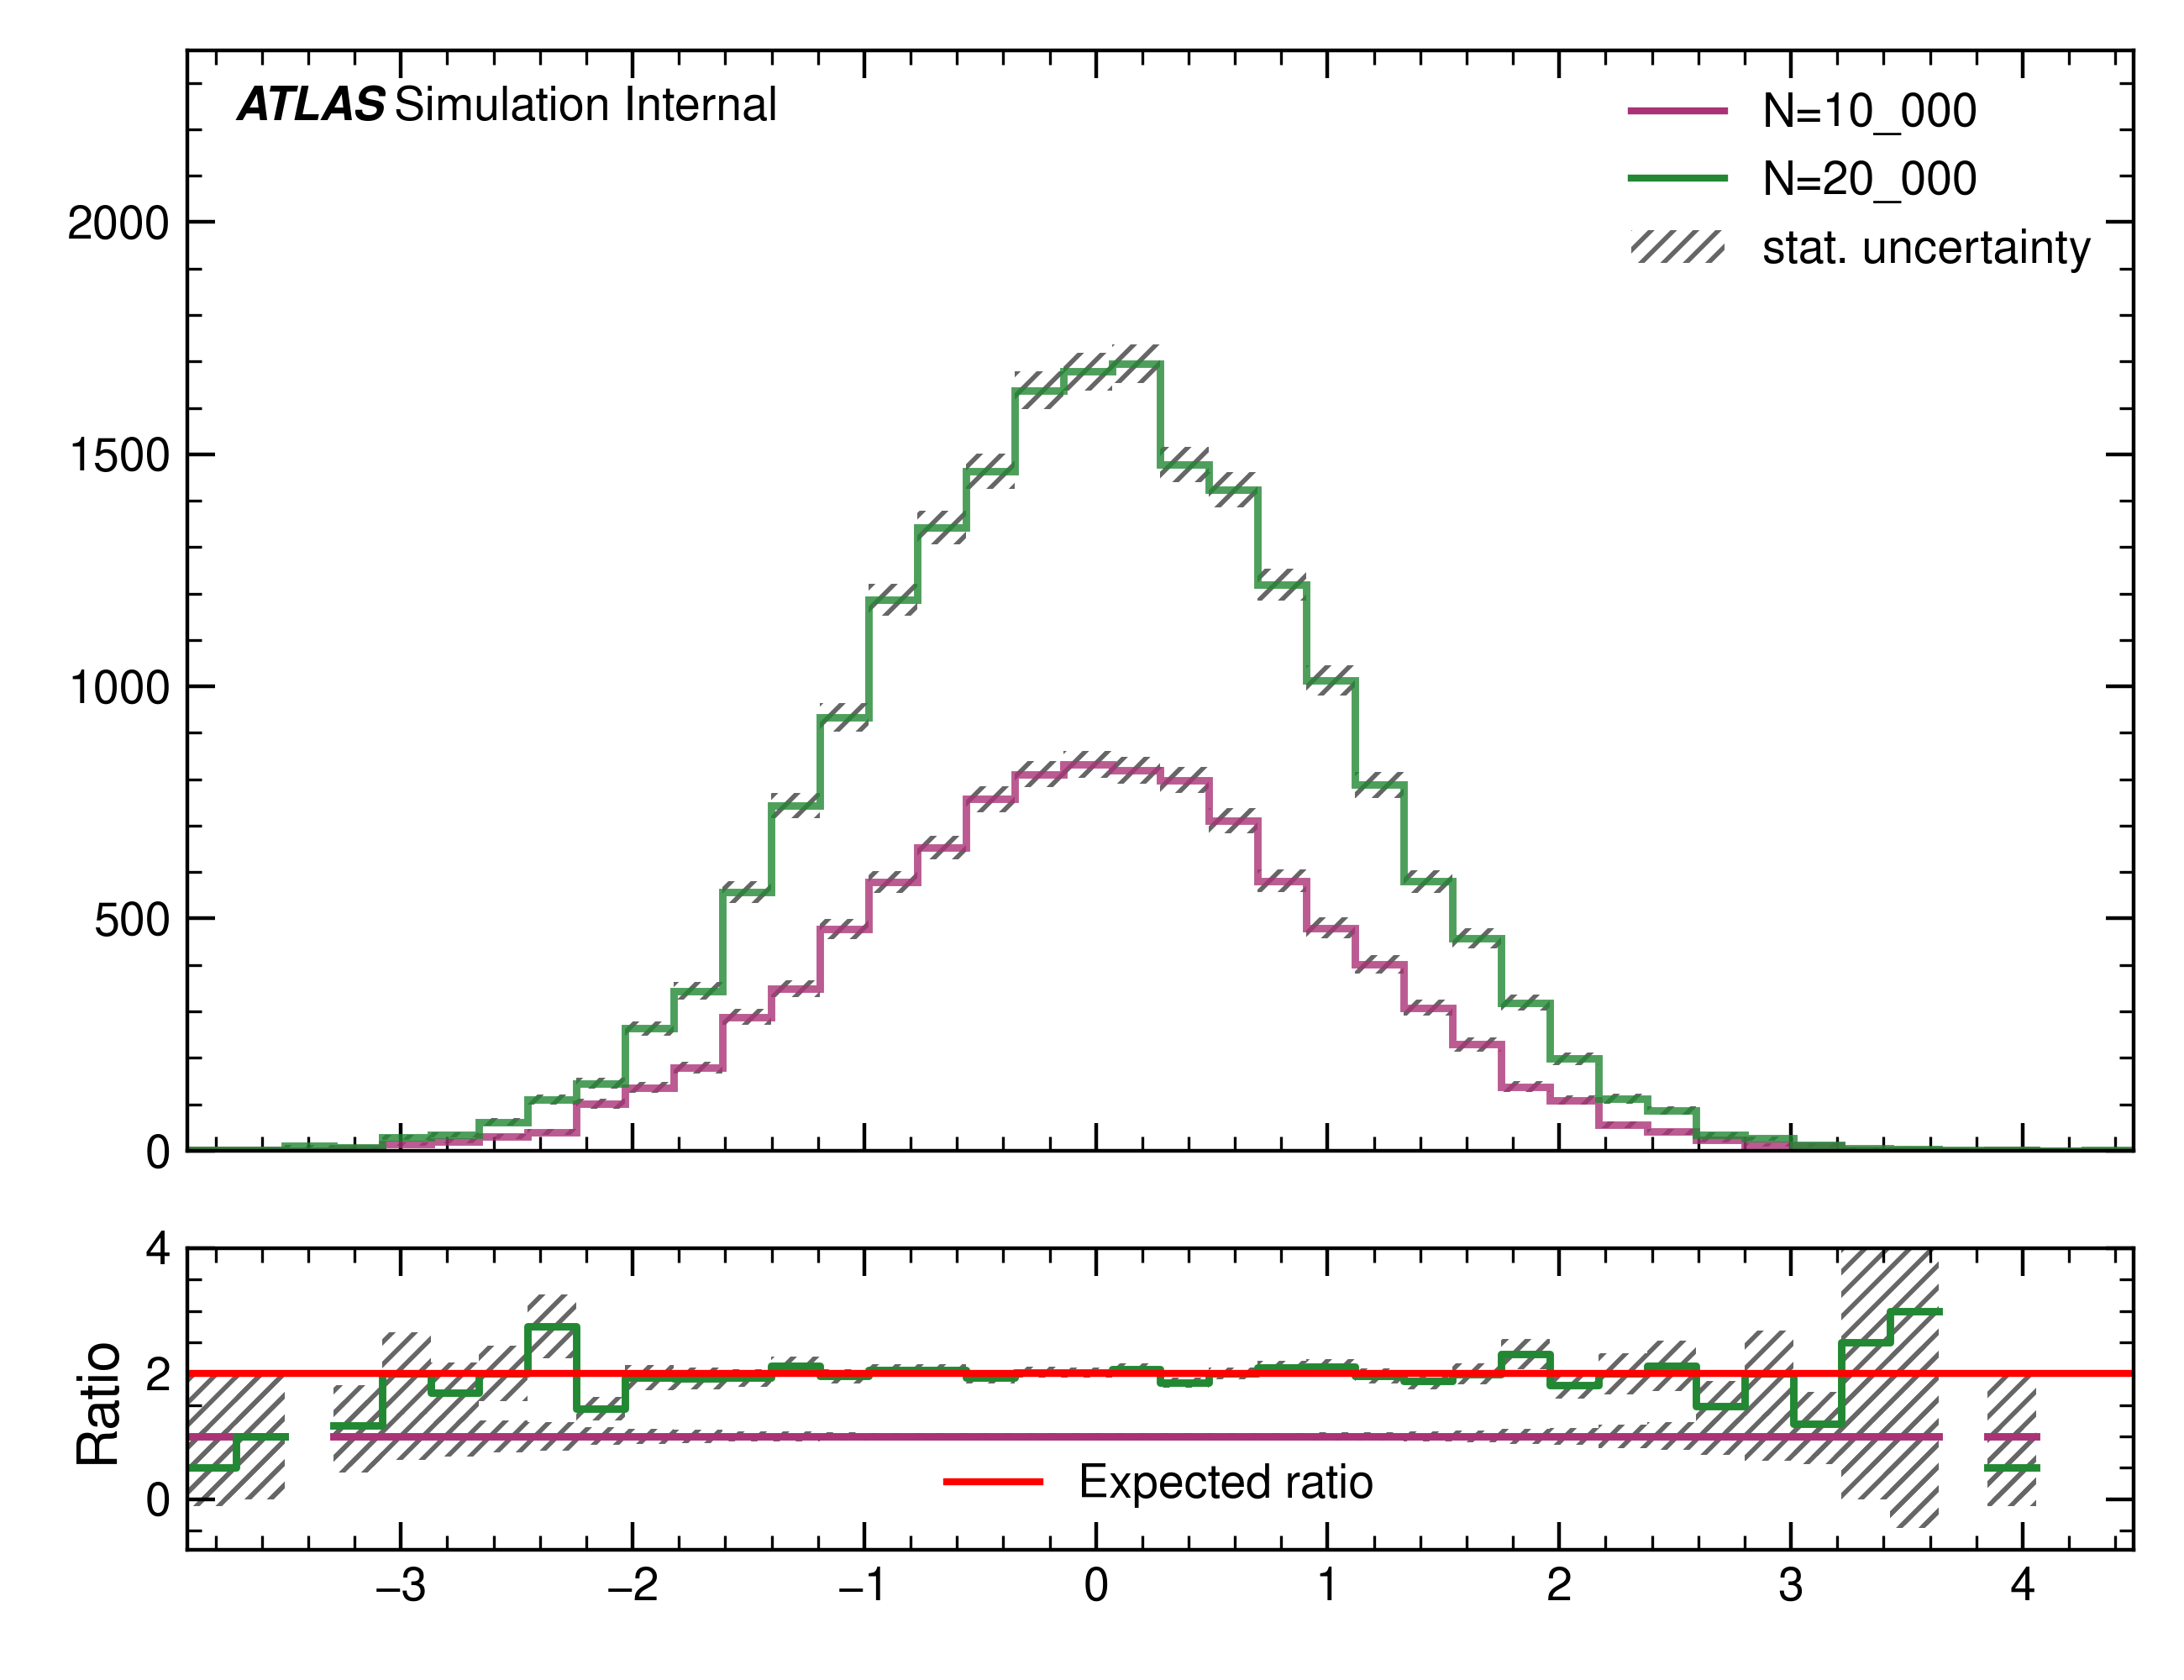 ATLAS Simulation Internal
N=10_000
N=20_000
stat. uncertainty
2000
1500
1000
500
0
4
2
0
Ratio
Expected ratio
−3 −2 −1 0 1 2 3 4